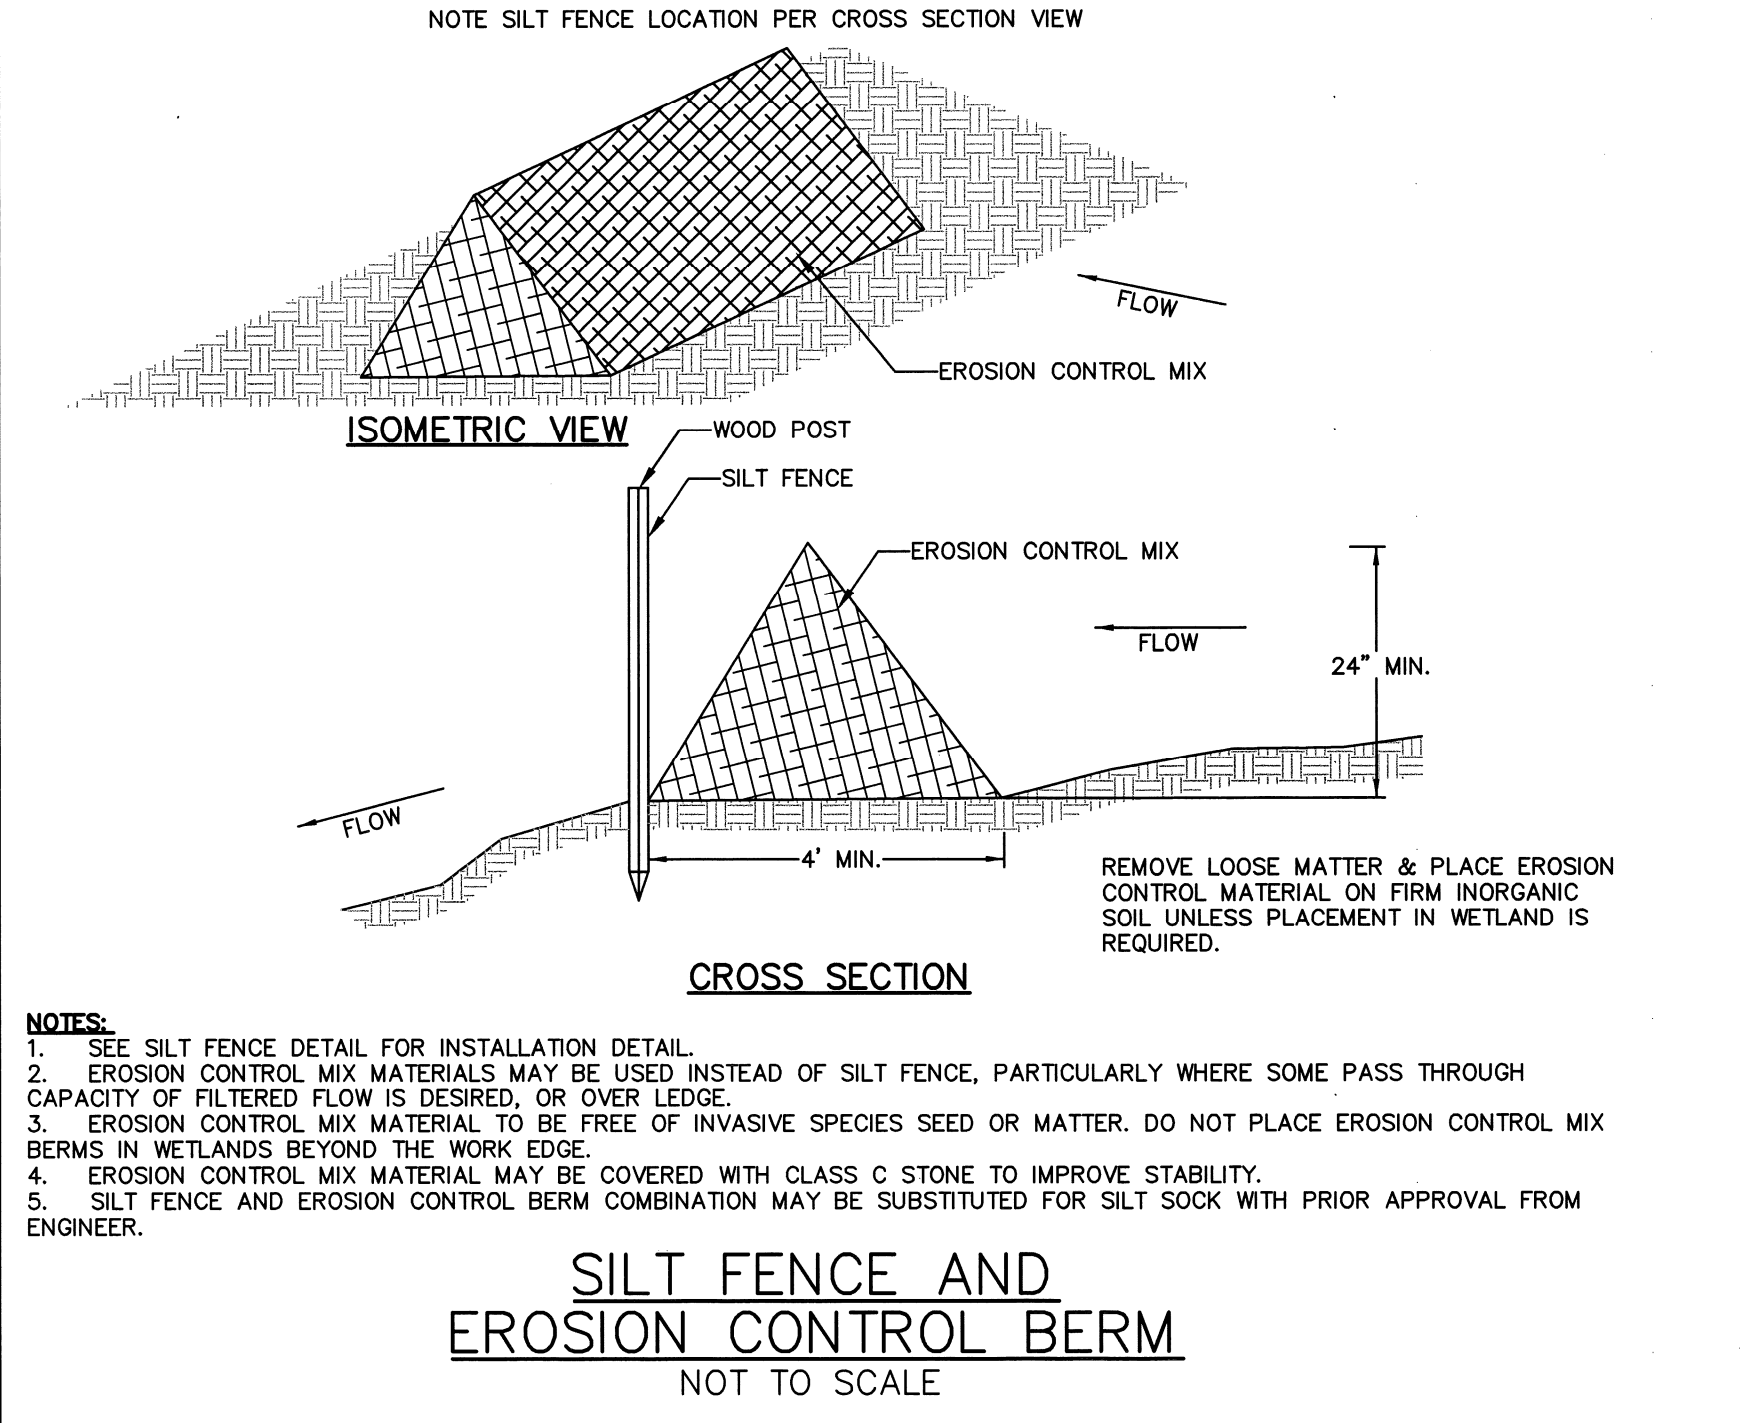 NOTE SILT FENCE LOCATION PER CROSS SECTION VIEW
FLOW
EROSION CONTROL MIX
ISOMETRIC VIEW
WOOD POST
SILT FENCE
EROSION CONTROL MIX
FLOW
24" MIN.
FLOW
4' MIN.
REMOVE LOOSE MATTER & PLACE EROSION
CONTROL MATERIAL ON FIRM INORGANIC
SOIL UNLESS PLACEMENT IN WETLAND IS
REQUIRED.
CROSS SECTION
NOTES:
1. SEE SILT FENCE DETAIL FOR INSTALLATION DETAIL.
2. EROSION CONTROL MIX MATERIALS MAY BE USED INSTEAD OF SILT FENCE, PARTICULARLY WHERE SOME PASS THROUGH
CAPACITY OF FILTERED FLOW IS DESIRED, OR OVER LEDGE.
3. EROSION CONTROL MIX MATERIAL TO BE FREE OF INVASIVE SPECIES SEED OR MATTER. DO NOT PLACE EROSION CONTROL MIX
BERMS IN WETLANDS BEYOND THE WORK EDGE.
4. EROSION CONTROL MIX MATERIAL MAY BE COVERED WITH CLASS C STONE TO IMPROVE STABILITY.
5. SILT FENCE AND EROSION CONTROL BERM COMBINATION MAY BE SUBSTITUTED FOR SILT SOCK WITH PRIOR APPROVAL FROM
ENGINEER.
SILT FENCE AND
EROSION CONTROL BERM
NOT TO SCALE